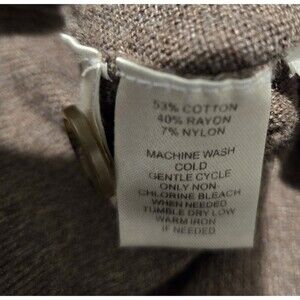 53% COTTON
40% RAYON
7% NYLON
MACHINE WASH
COLD
GENTLE CYCLE
ONLY NON
CHLORINE BLEACH
WHEN NEEDED
TUMBLE DRY LOW
WARM IRON
IF NEEDED